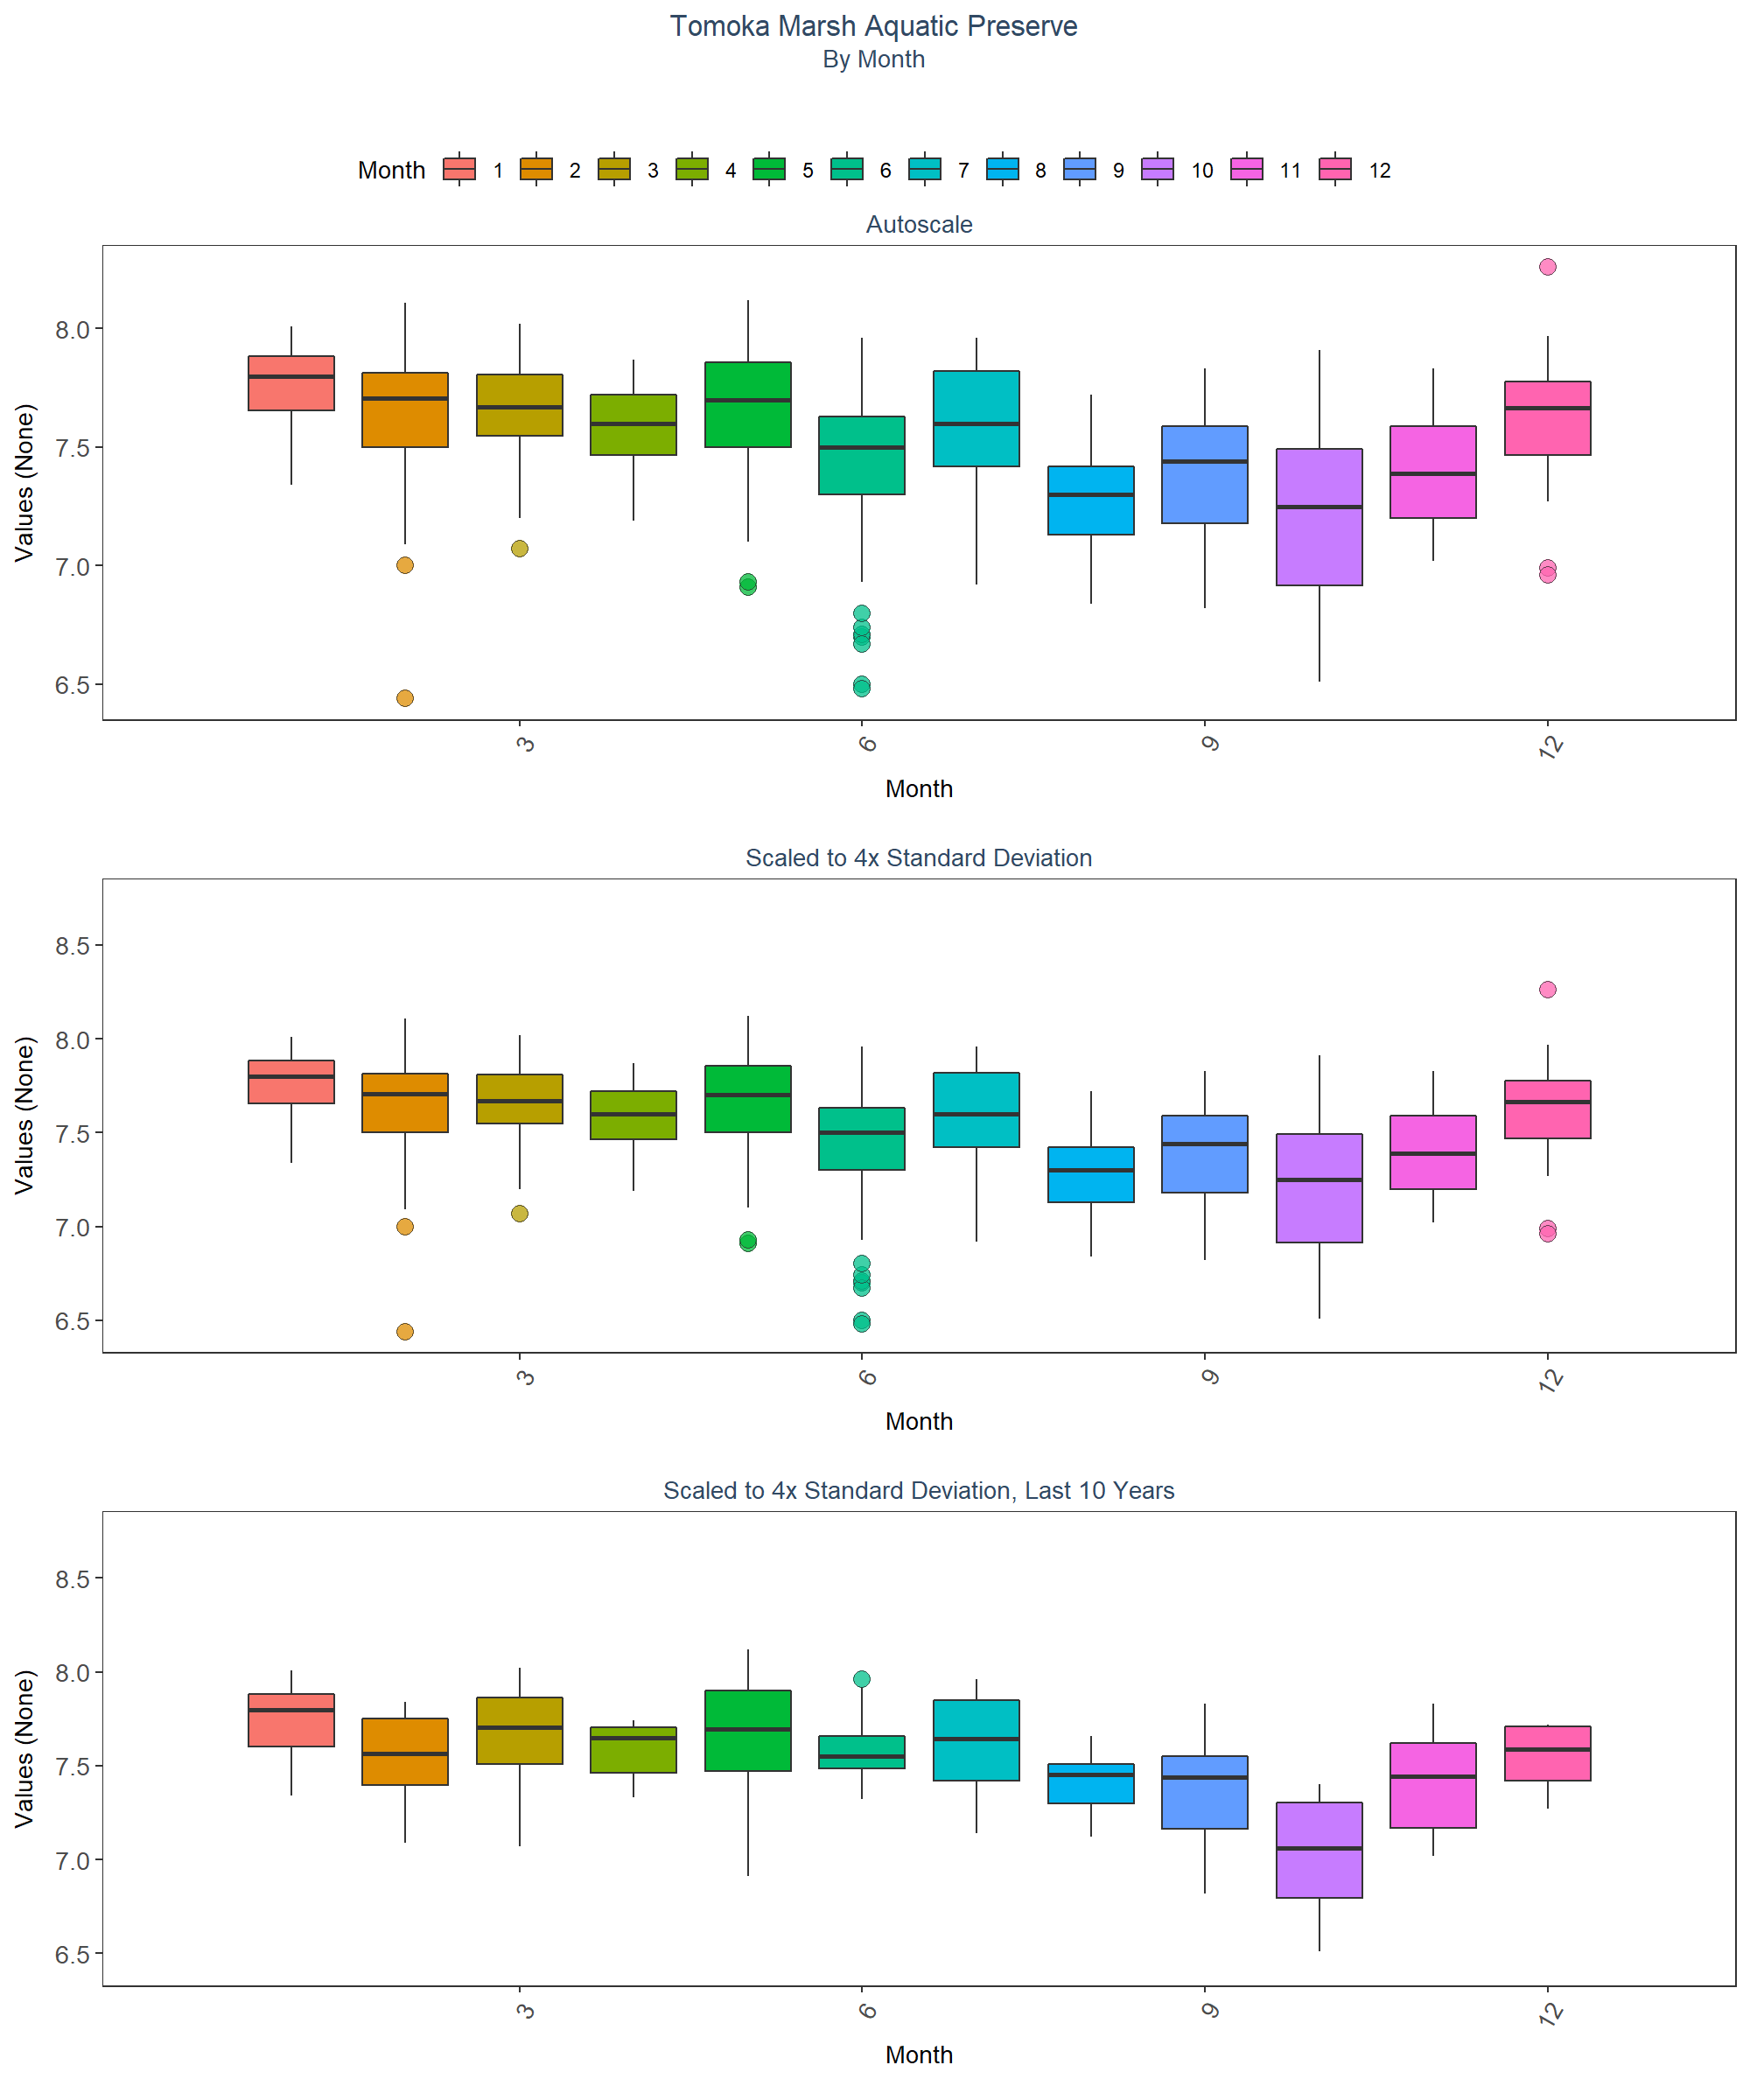 Tomoka Marsh Aquatic Preserve
By Month
Month 1 2 3 4 5 6 7 8 9 10 11 12
Autoscale
Values (None)
8.0
7.5
7.0
6.5
3 6 9 12
Month
Scaled to 4x Standard Deviation
Values (None)
8.5
8.0
7.5
7.0
6.5
3 6 9 12
Month
Scaled to 4x Standard Deviation, Last 10 Years
Values (None)
8.5
8.0
7.5
7.0
6.5
3 6 9 12
Month